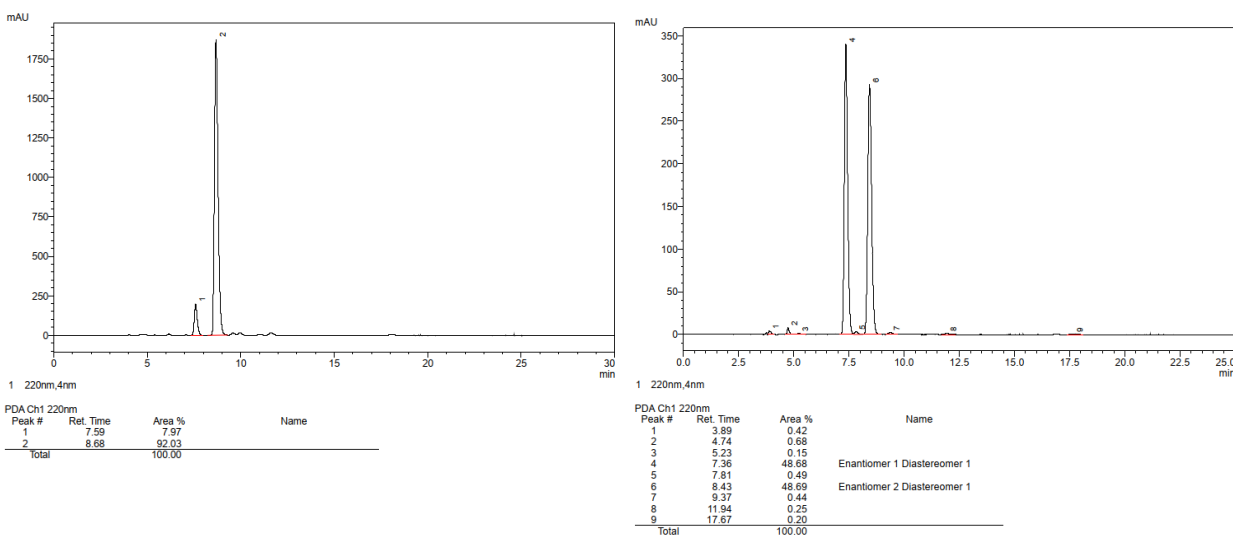 mAU
2
1750
1500
1250
1000
750
500
250
0
1
0 5 10 15 20 25 30
min
1 220nm,4nm
PDA Ch1 220nm
Peak # Ret. Time Area % Name
1 7.59 7.97
2 8.68 92.03
Total 100.00
mAU
350
300
250
200
150
100
50
0
4
6
1
2
3
5
7
8
9
0.0 2.5 5.0 7.5 10.0 12.5 15.0 17.5 20.0 22.5 25.0
min
1 220nm,4nm
PDA Ch1 220nm
Peak # Ret. Time Area % Name
1 3.89 0.42
2 4.74 0.68
3 5.23 0.15
4 7.36 48.68 Enantiomer 1 Diastereomer 1
5 7.81 0.49
6 8.43 48.69 Enantiomer 2 Diastereomer 1
7 9.37 0.44
8 11.94 0.25
9 17.67 0.20
Total 100.00